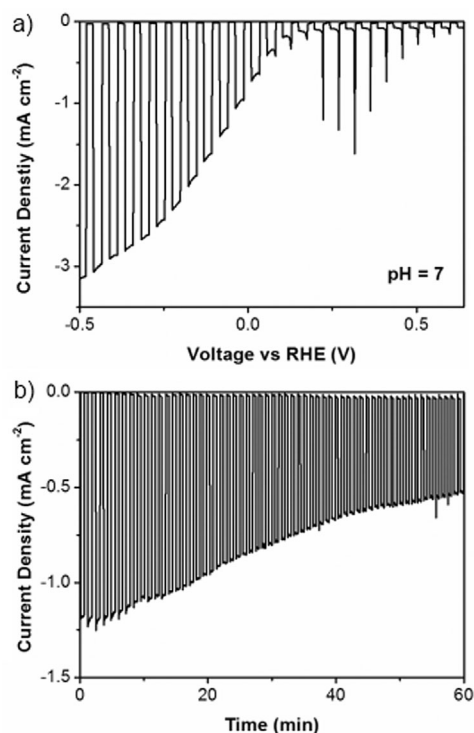 a)
0
-1
-2
-3
Current Denstiy (mA cm-2)
pH = 7
-0.5
0.0
0.5
Voltage vs RHE (V)
b)
0.0
-0.5
-1.0
-1.5
Current Density (mA cm-2)
0
20
40
60
Time (min)